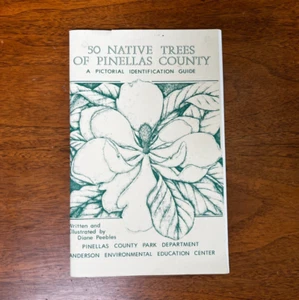 50 NATIVE TREES
OF PINELLAS COUNTY
A PICTORIAL IDENTIFICATION GUIDE
Written and
Illustrated by
Diane Peebles
PINELLAS COUNTY PARK DEPARTMENT
ANDERSON ENVIRONMENTAL EDUCATION CENTER